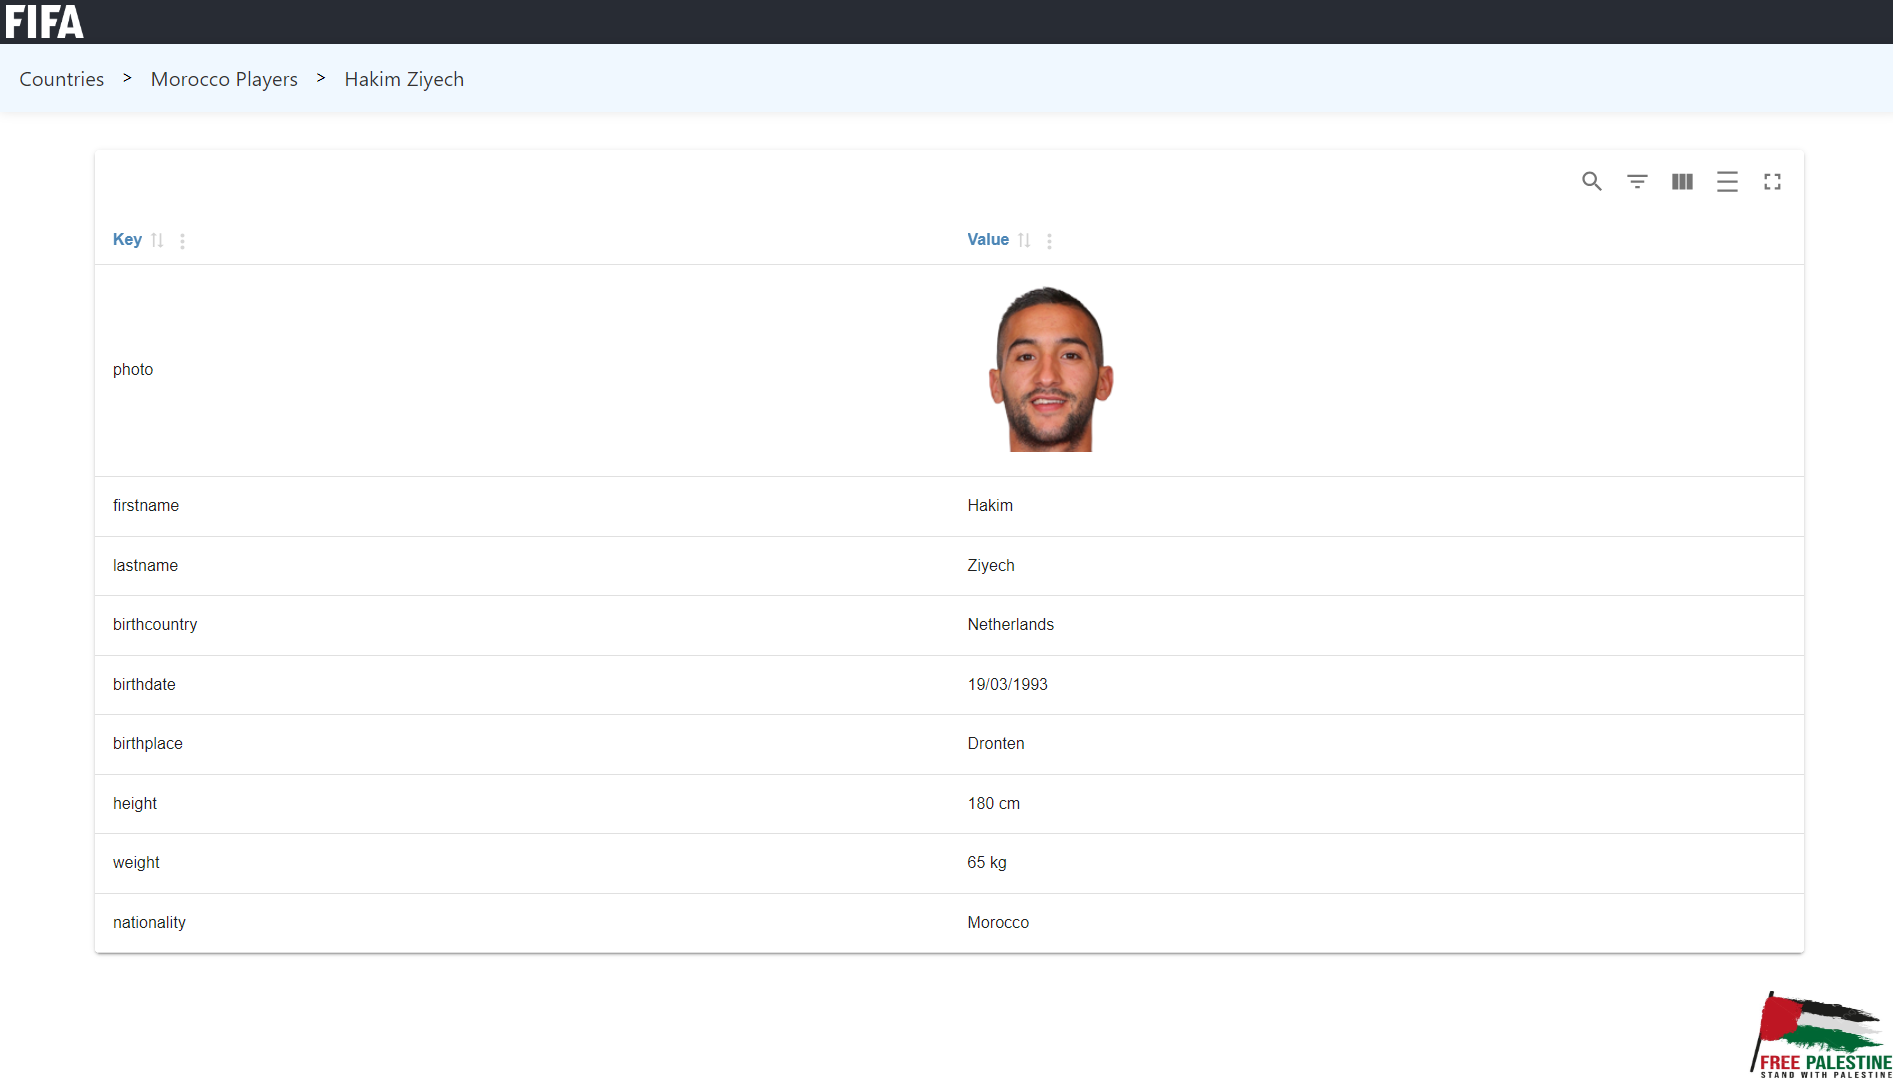 FIFA
Countries > Morocco Players > Hakim Ziyech
Key Value
photo
firstname Hakim
lastname Ziyech
birthcountry Netherlands
birthdate 19/03/1993
birthplace Dronten
height 180 cm
weight 65 kg
nationality Morocco
FREE PALESTINE
STAND WITH PALESTINE